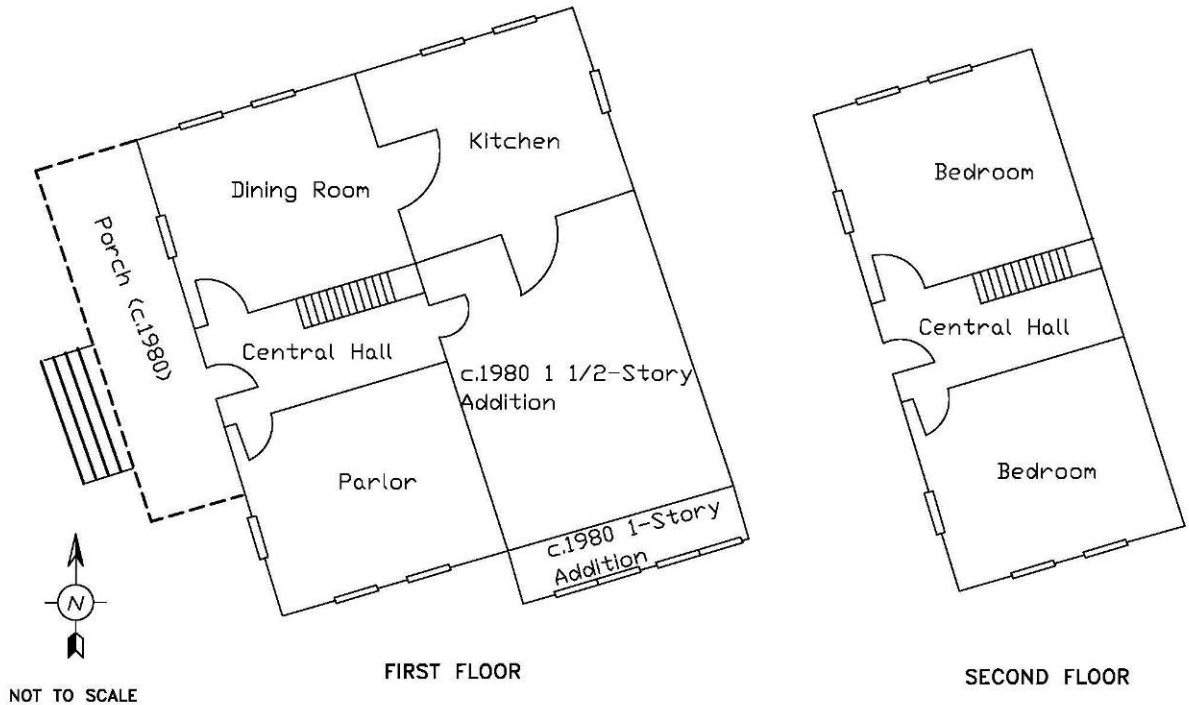 Kitchen
Dining Room
Porch (c.1980)
Central Hall
c.1980 1 1/2-Story
Addition
Parlor
c.1980 1-Story
Addition
N
NOT TO SCALE
FIRST FLOOR
Bedroom
Central Hall
Bedroom
SECOND FLOOR